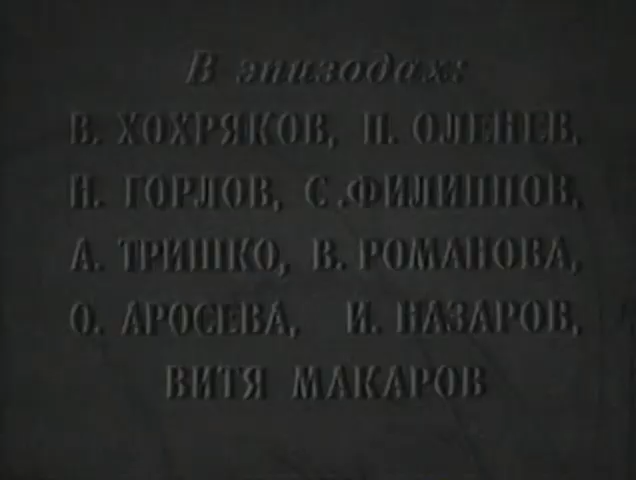 В эпизодах:
В. ХОХРЯКОВ, П. ОЛЕНЕВ,
Н. ГОРЛОВ, С. ФИЛИППОВ,
А. ТРИШКО, В. РОМАНОВА,
О. АРОСЕВА, И. НАЗАРОВ,
ВИТЯ МАКАРОВ